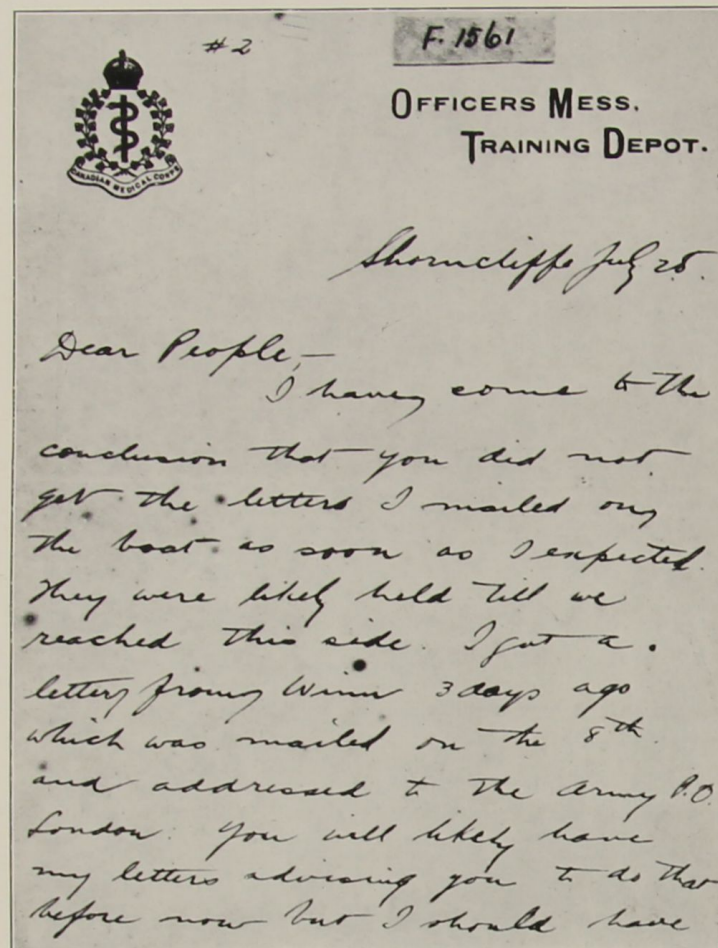 #2
F. 1561
CANADIAN MEDICAL CORPS
OFFICERS MESS.
TRAINING DEPOT.
Shorncliffe July 28.
Dear People,—
I have come to the
conclusion that you did not
get the letters I mailed on
the boat as soon as I expected.
They were likely held till we
reached this side. I got a
letter from Winn 3 days ago
which was mailed on the 8th
and addressed to the Army P.O.
London. You will likely have
my letters advising you to do that
before now but I should have